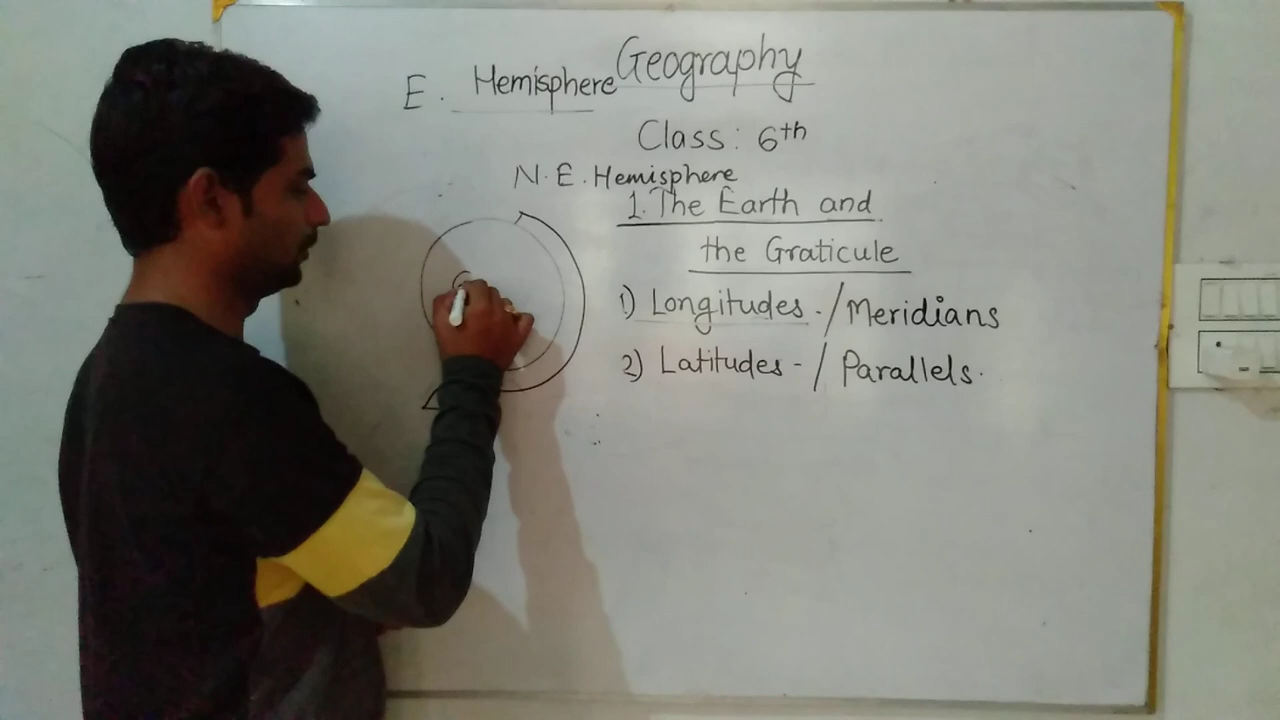 Geography
E. Hemisphere
Class: 6th
N.E. Hemisphere
1. The Earth and
the Graticule
1) Longitudes. / Meridians
2) Latitudes - / Parallels.